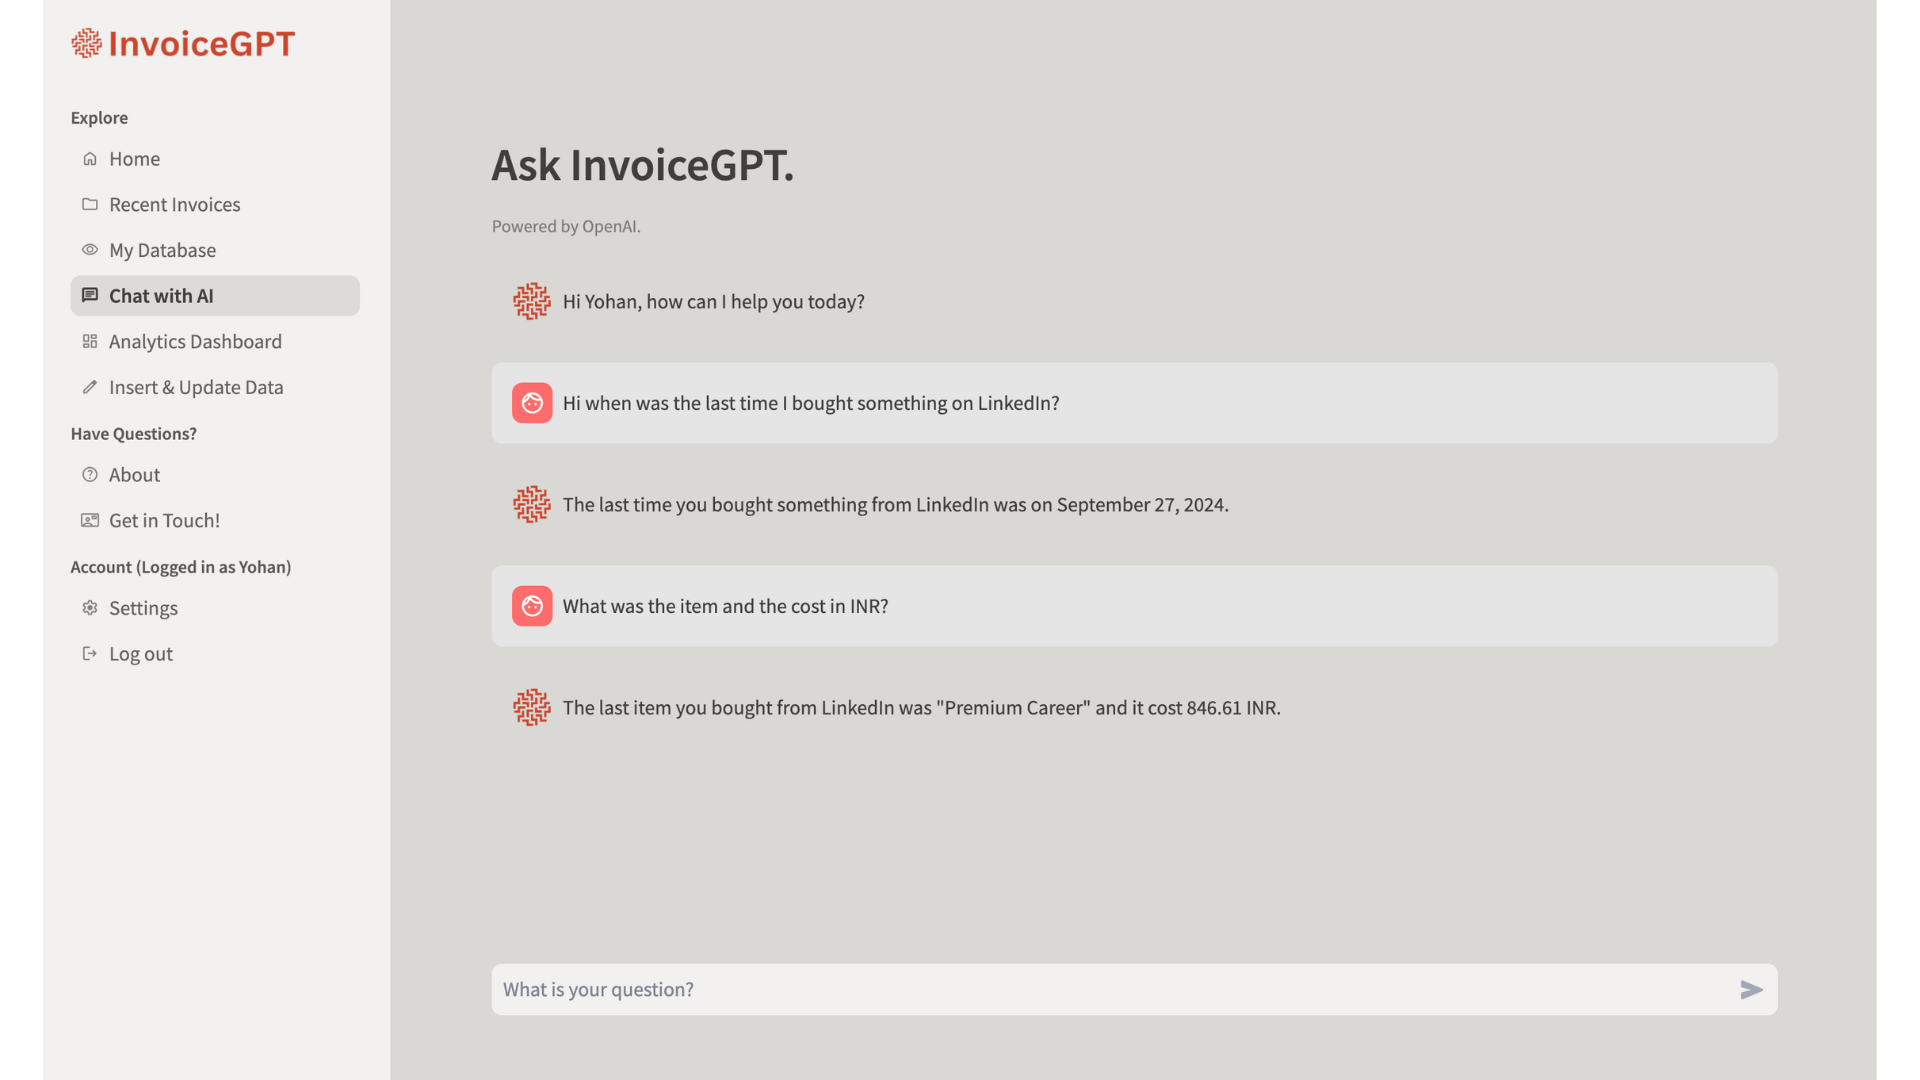 InvoiceGPT
Explore
Home
Recent Invoices
My Database
Chat with AI
Analytics Dashboard
Insert & Update Data
Have Questions?
About
Get in Touch!
Account (Logged in as Yohan)
Settings
Log out
Ask InvoiceGPT.
Powered by OpenAI.
Hi Yohan, how can I help you today?
Hi when was the last time I bought something on LinkedIn?
The last time you bought something from LinkedIn was on September 27, 2024.
What was the item and the cost in INR?
The last item you bought from LinkedIn was "Premium Career" and it cost 846.61 INR.
What is your question?